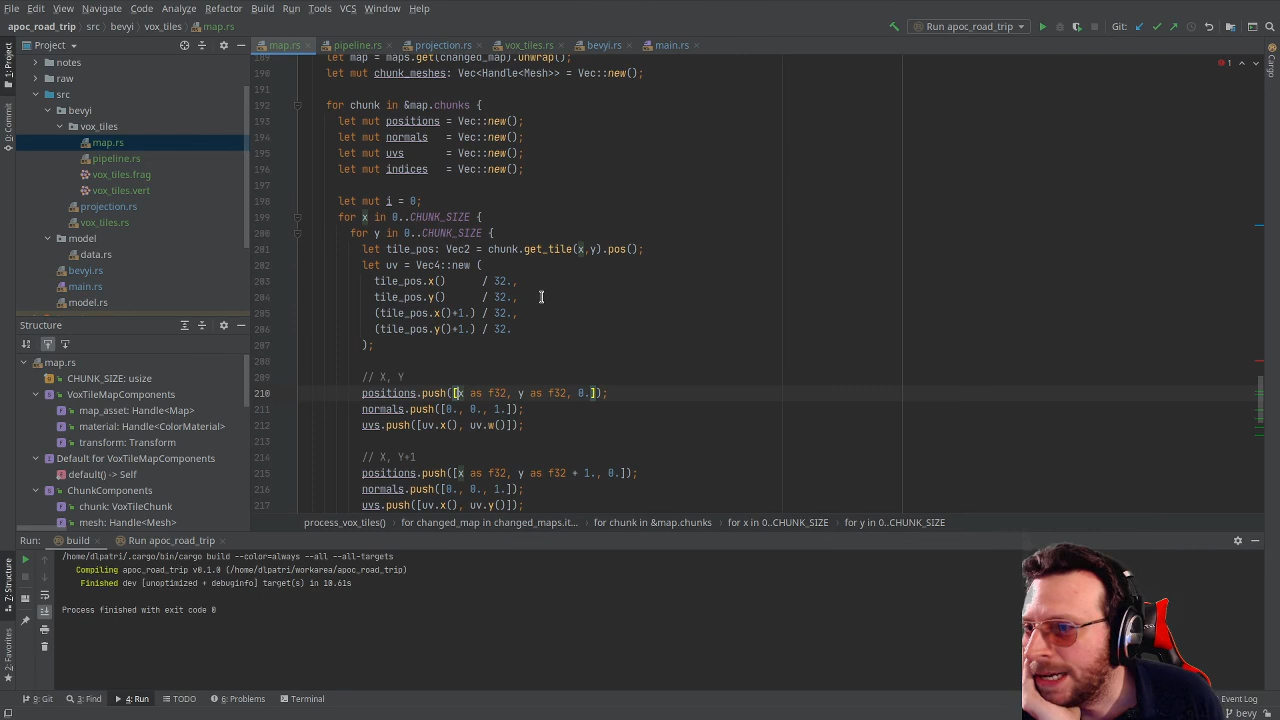 File Edit View Navigate Code Analyze Refactor Build Run Tools VCS Window Help
apoc_road_trip > src > bevyi > vox_tiles > map.rs
Run apoc_road_trip
Git:
Project
map.rs pipeline.rs projection.rs vox_tiles.rs bevyi.rs main.rs
notes
raw
src
bevyi
vox_tiles
map.rs
pipeline.rs
vox_tiles.frag
vox_tiles.vert
projection.rs
vox_tiles.rs
model
data.rs
bevyi.rs
main.rs
model.rs
1: Project
Commit
7: Structure
2: Favorites
Cargo
1
189 let map = maps.get(changed_map).unwrap();
190 let mut chunk_meshes: Vec<Handle<Mesh>> = Vec::new();
191
192 for chunk in &map.chunks {
193 let mut positions = Vec::new();
194 let mut normals = Vec::new();
195 let mut uvs = Vec::new();
196 let mut indices = Vec::new();
197
198 let mut i = 0;
199 for x in 0..CHUNK_SIZE {
200 for y in 0..CHUNK_SIZE {
201 let tile_pos: Vec2 = chunk.get_tile(x,y).pos();
202 let uv = Vec4::new (
203 tile_pos.x() / 32.,
204 tile_pos.y() / 32.,
205 (tile_pos.x()+1.) / 32.,
206 (tile_pos.y()+1.) / 32.
207 );
208
209 // X, Y
210 positions.push([x as f32, y as f32, 0.]);
211 normals.push([0., 0., 1.]);
212 uvs.push([uv.x(), uv.w()]);
213
214 // X, Y+1
215 positions.push([x as f32, y as f32 + 1., 0.]);
216 normals.push([0., 0., 1.]);
217 uvs.push([uv.x(), uv.y()]);
Structure
map.rs
CHUNK_SIZE: usize
VoxTileMapComponents
map_asset: Handle<Map>
material: Handle<ColorMaterial>
transform: Transform
Default for VoxTileMapComponents
default() -> Self
ChunkComponents
chunk: VoxTileChunk
mesh: Handle<Mesh>
process_vox_tiles() > for changed_map in changed_maps.it... > for chunk in &map.chunks > for x in 0..CHUNK_SIZE > for y in 0..CHUNK_SIZE
Run: build Run apoc_road_trip
/home/dlpatri/.cargo/bin/cargo build --color=always --all --all-targets
Compiling apoc_road_trip v0.1.0 (/home/dlpatri/workarea/apoc_road_trip)
Finished dev [unoptimized + debuginfo] target(s) in 10.61s
Process finished with exit code 0
9: Git 3: Find 4: Run TODO 6: Problems Terminal
Event Log
bevy